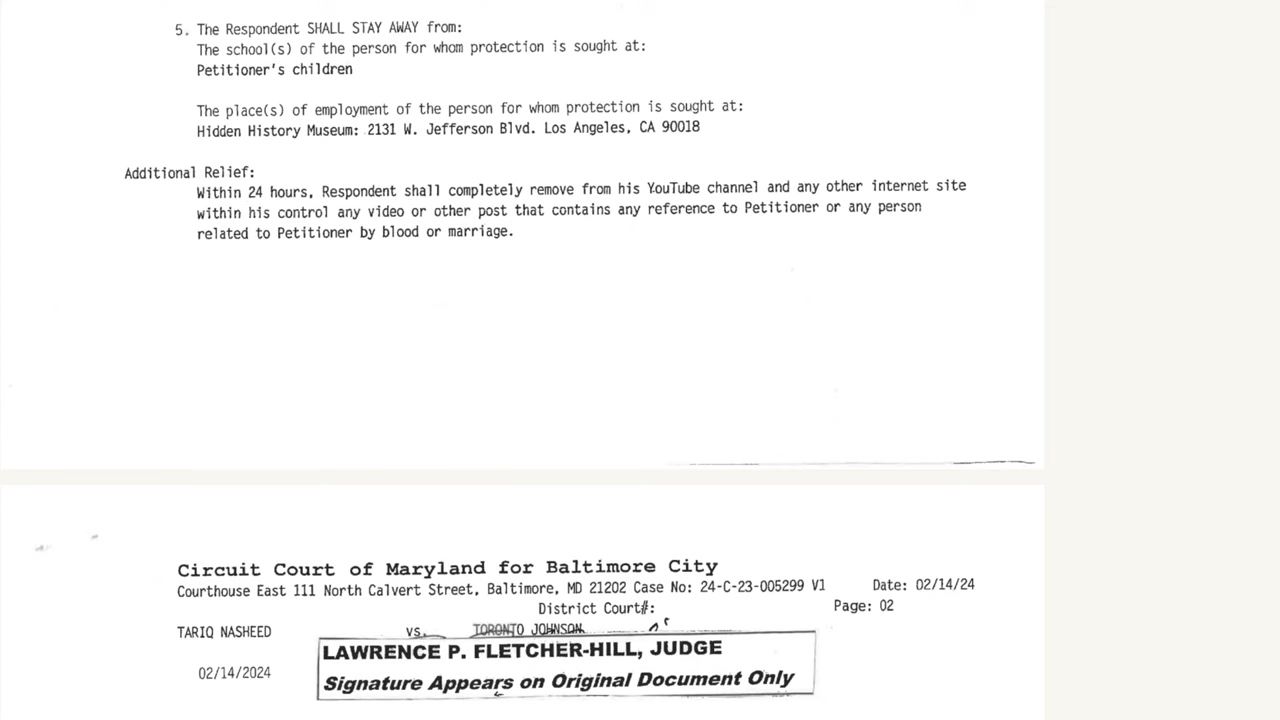 5. The Respondent SHALL STAY AWAY from:
The school(s) of the person for whom protection is sought at:
Petitioner's children
The place(s) of employment of the person for whom protection is sought at:
Hidden History Museum: 2131 W. Jefferson Blvd. Los Angeles, CA 90018
Additional Relief:
Within 24 hours, Respondent shall completely remove from his YouTube channel and any other internet site
within his control any video or other post that contains any reference to Petitioner or any person
related to Petitioner by blood or marriage.
Circuit Court of Maryland for Baltimore City
Courthouse East 111 North Calvert Street, Baltimore, MD 21202 Case No: 24-C-23-005299 V1 Date: 02/14/24
District Court#: Page: 02
TARIQ NASHEED vs. TORONTO JOHNSON
LAWRENCE P. FLETCHER-HILL, JUDGE
02/14/2024
Signature Appears on Original Document Only